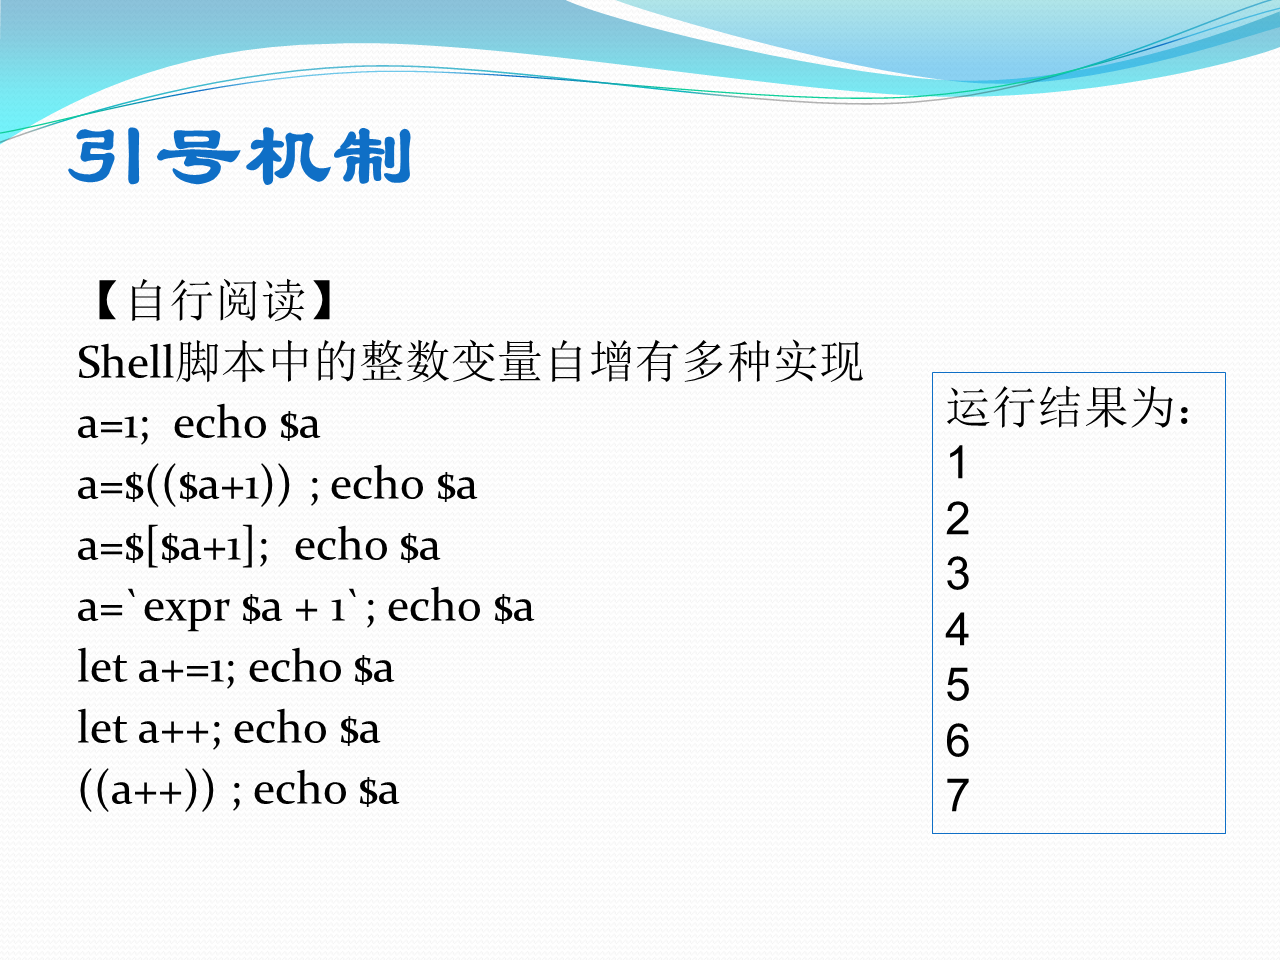 引号机制
【自行阅读】
Shell脚本中的整数变量自增有多种实现
a=1;  echo $a
a=$(($a+1)) ; echo $a
a=$[$a+1];  echo $a
a=`expr $a + 1`; echo $a
let a+=1; echo $a
let a++; echo $a
((a++)) ; echo $a
运行结果为：
1
2
3
4
5
6
7